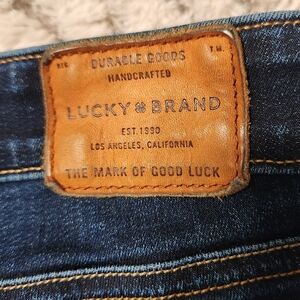 DURABLE GOODS
HANDCRAFTED
LUCKY BRAND
EST. 1990
LOS ANGELES, CALIFORNIA
THE MARK OF GOOD LUCK